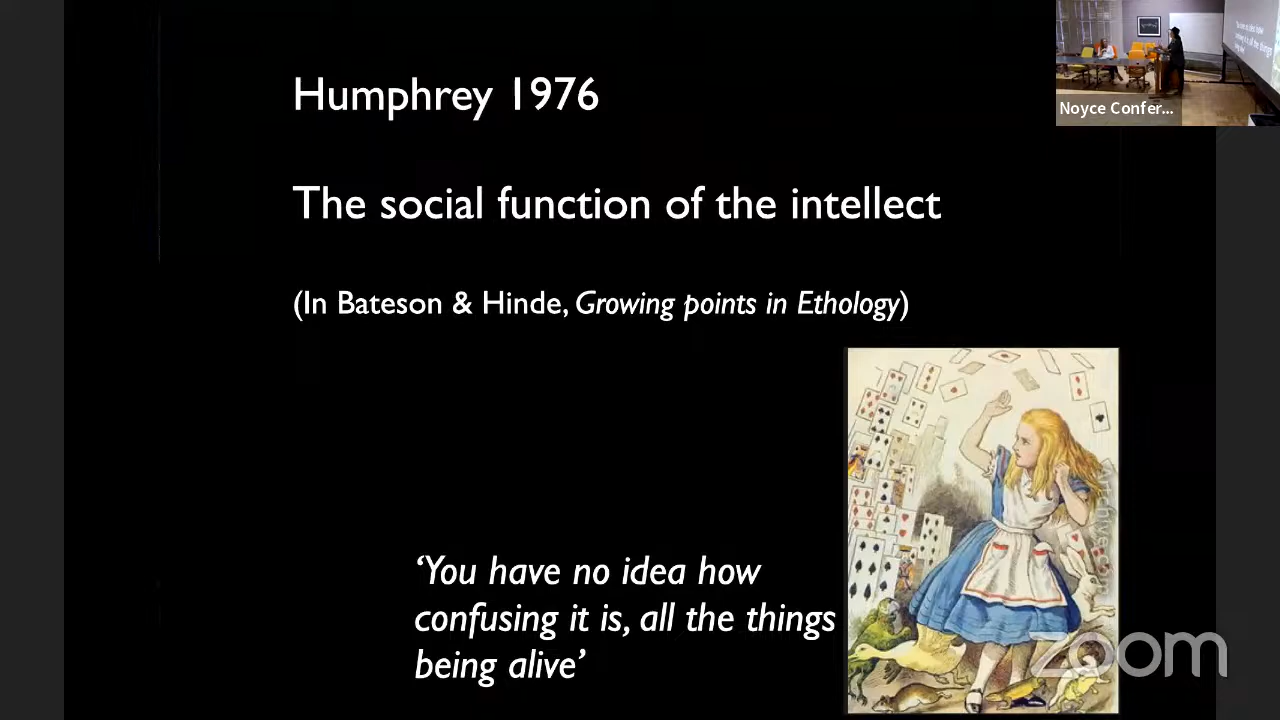 Humphrey 1976
The social function of the intellect
(In Bateson & Hinde, Growing points in Ethology)
‘You have no idea how
confusing it is, all the things
being alive’
Noyce Confer...
zoom